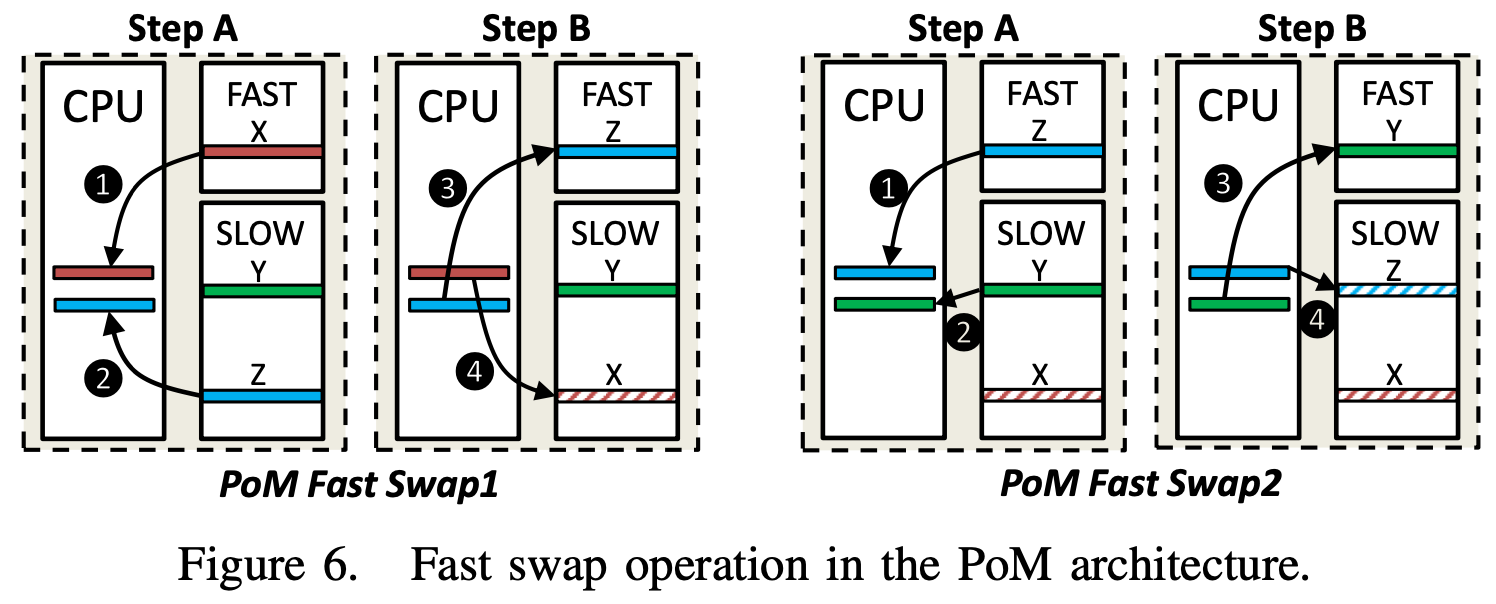 Step A
Step B
Step A
Step B
CPU
FAST
X
1
SLOW
Y
2
Z
CPU
FAST
Z
3
SLOW
Y
4
X
CPU
FAST
Z
1
SLOW
Y
2
X
CPU
FAST
Y
3
SLOW
Z
4
X
PoM Fast Swap1
PoM Fast Swap2
Figure 6. Fast swap operation in the PoM architecture.